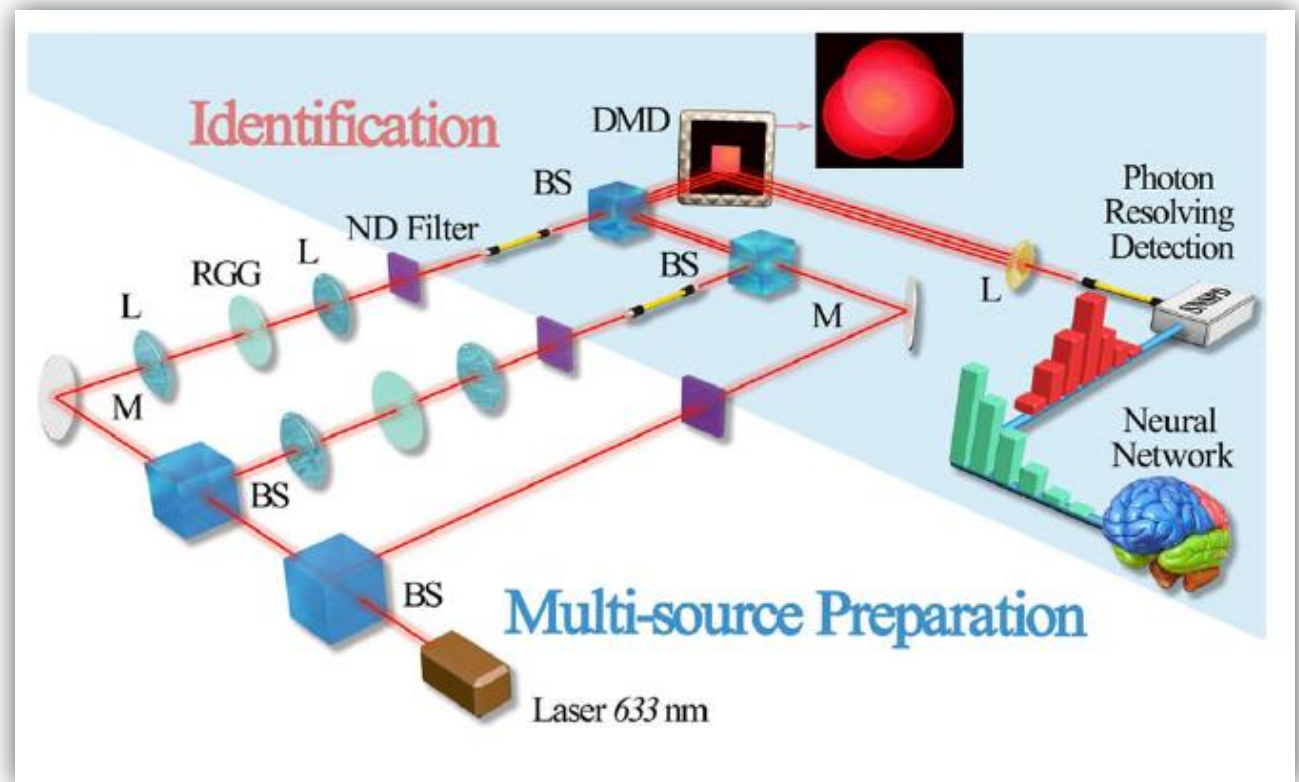 Identification
DMD
BS
Photon
Resolving
Detection
ND Filter
L
RGG
L
BS
L
M
M
Neural
Network
BS
BS
Multi-source Preparation
Laser 633 nm